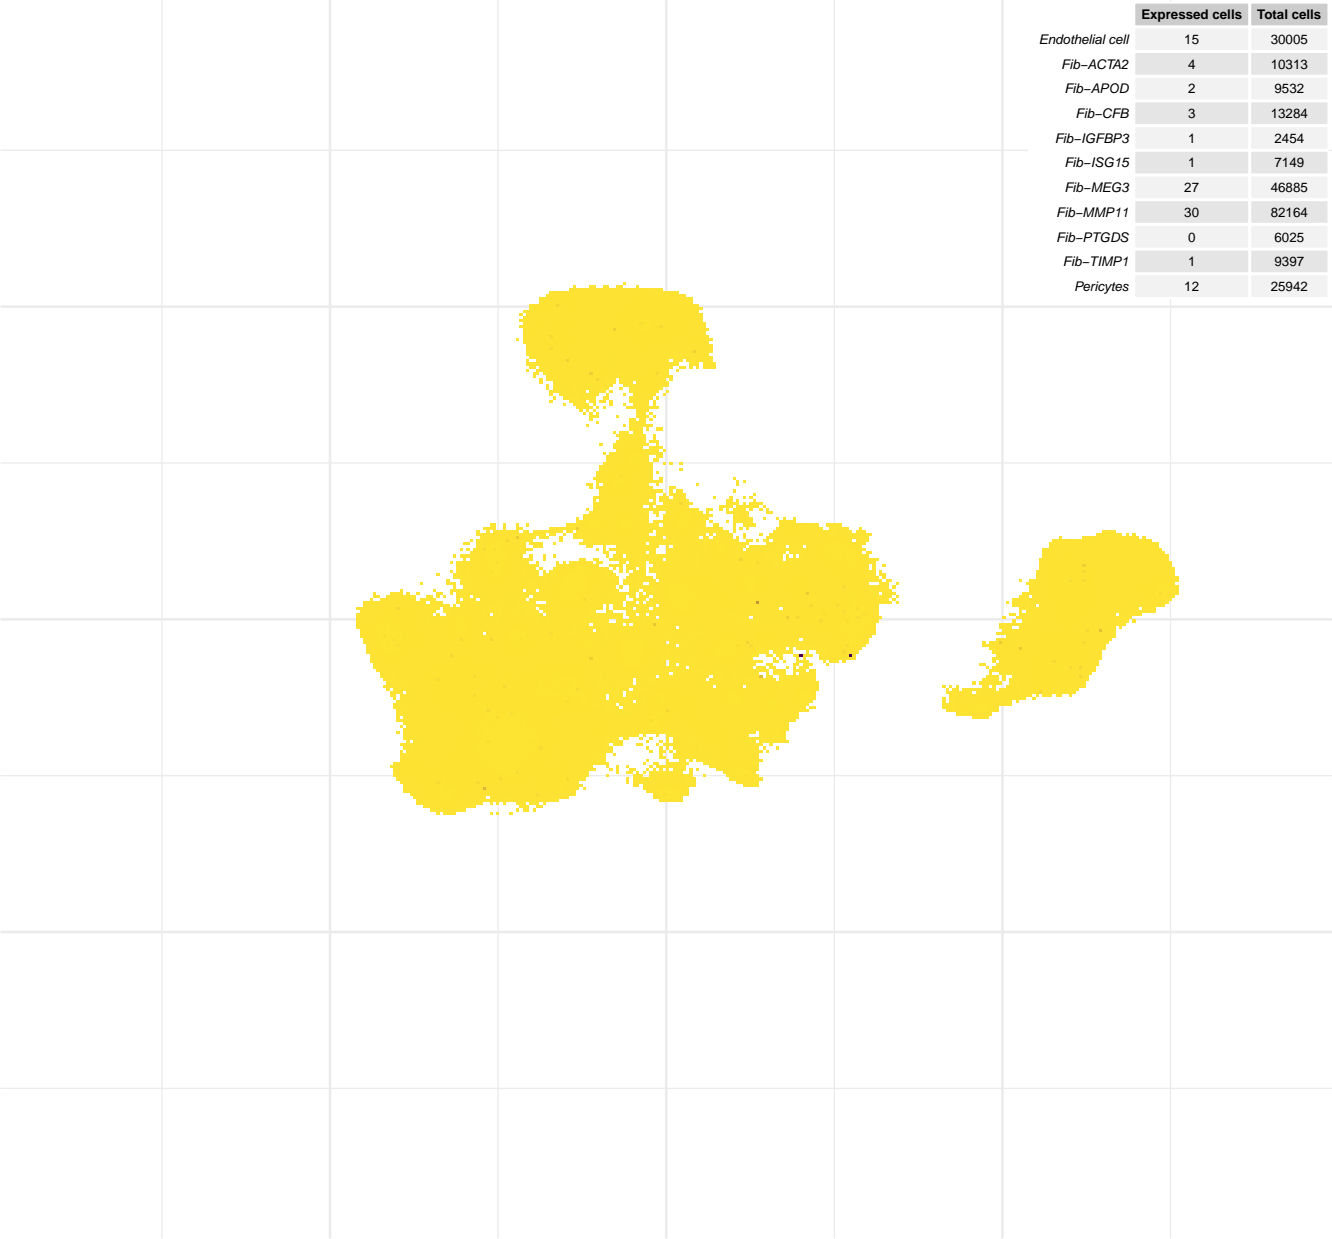 Expressed cells Total cells
Endothelial cell 15 30005
Fib−ACTA2 4 10313
Fib−APOD 2 9532
Fib−CFB 3 13284
Fib−IGFBP3 1 2454
Fib−ISG15 1 7149
Fib−MEG3 27 46885
Fib−MMP11 30 82164
Fib−PTGDS 0 6025
Fib−TIMP1 1 9397
Pericytes 12 25942